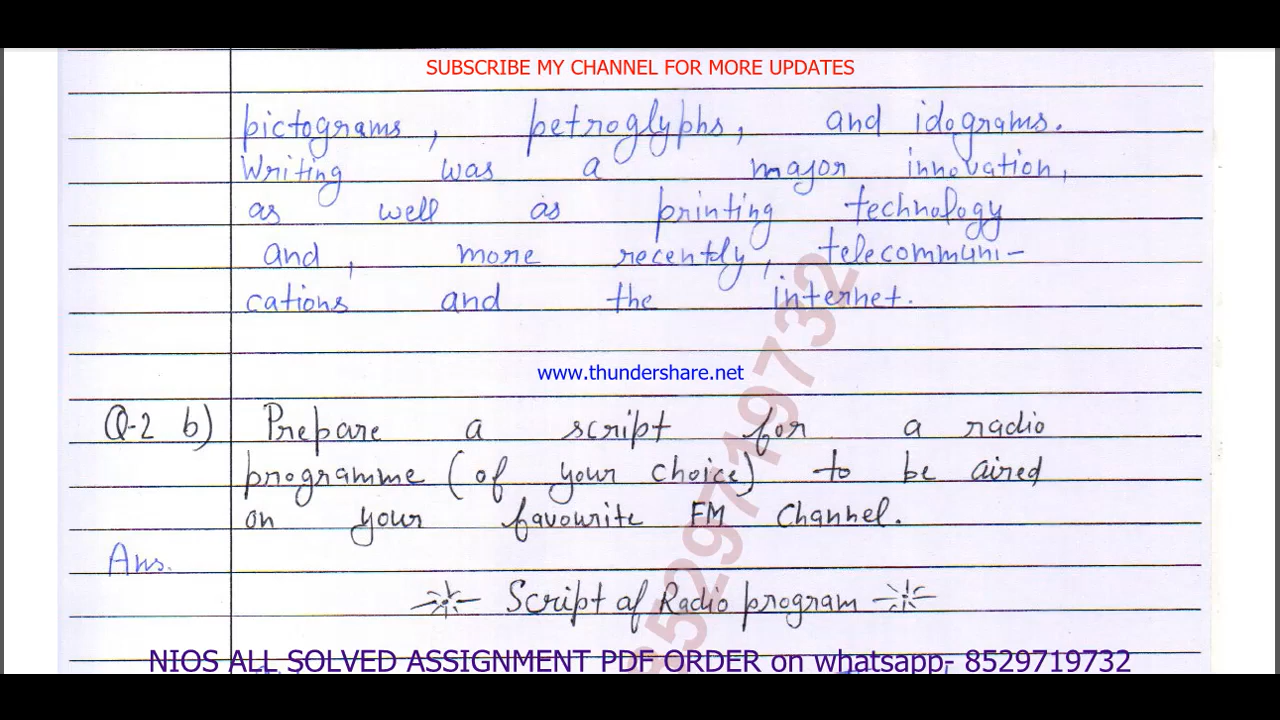 SUBSCRIBE MY CHANNEL FOR MORE UPDATES
pictograms, petroglyphs, and idograms.
Writing was a major innovation,
as well as printing technology
and, more recently, telecommuni-
cations and the internet.
www.thundershare.net
Q-2 b) Prepare a script for a radio
programme (of your choice) to be aired
on your favourite FM Channel.
Ans.
Script of Radio program
8529719732
NIOS ALL SOLVED ASSIGNMENT PDF ORDER on whatsapp- 8529719732